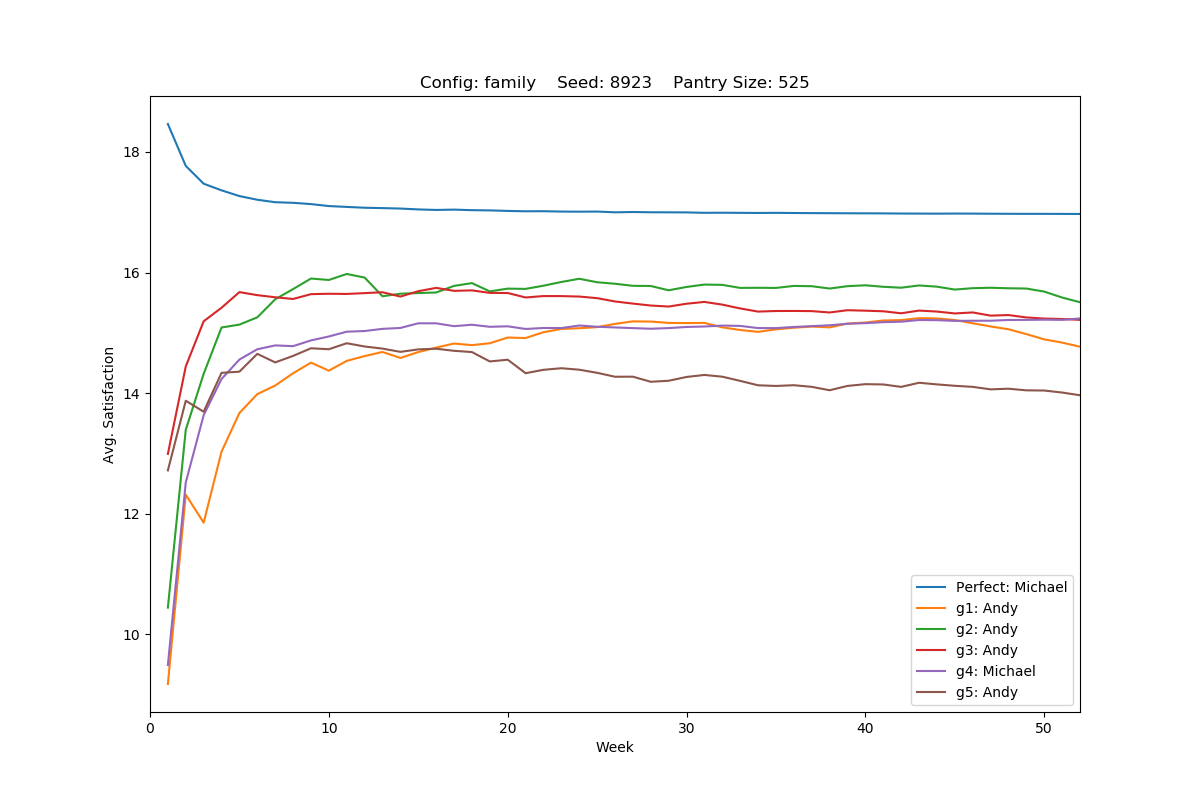 Config: family    Seed: 8923    Pantry Size: 525
Avg. Satisfaction
18
16
14
12
10
0 10 20 30 40 50
Week
Perfect: Michael
g1: Andy
g2: Andy
g3: Andy
g4: Michael
g5: Andy